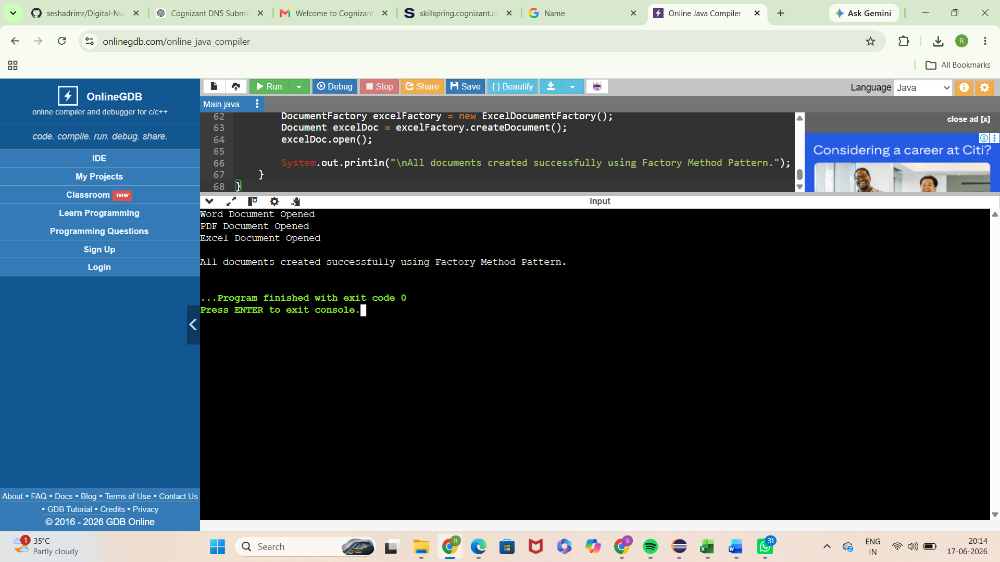 seshadrimr/Digital-Nu
Cognizant DN5 Submis
Welcome to Cognizant
skillspring.cognizant.co
Name
Online Java Compiler -
Ask Gemini
onlinegdb.com/online_java_compiler
R
All Bookmarks
OnlineGDB
online compiler and debugger for c/c++
code. compile. run. debug. share.
IDE
My Projects
Classroom new
Learn Programming
Programming Questions
Sign Up
Login
About • FAQ • Docs • Blog • Terms of Use • Contact Us
• GDB Tutorial • Credits • Privacy
© 2016 - 2026 GDB Online
Run
Debug
Stop
Share
Save
{ } Beautify
Language Java
Main.java
62 DocumentFactory excelFactory = new ExcelDocumentFactory();
63 Document excelDoc = excelFactory.createDocument();
64 excelDoc.open();
65
66 System.out.println("\nAll documents created successfully using Factory Method Pattern.");
67 }
68 }
close ad [x]
Considering a career at Citi?
input
Word Document Opened
PDF Document Opened
Excel Document Opened
All documents created successfully using Factory Method Pattern.
...Program finished with exit code 0
Press ENTER to exit console.
1
35°C
Partly cloudy
Search
R
S
31
ENG
IN
20:14
17-06-2026